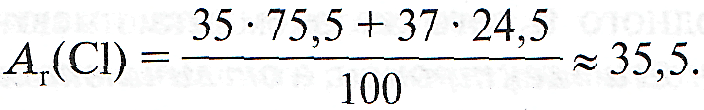 Aᵣ(Cl) = (35 · 75,5 + 37 · 24,5) / 100 ≈ 35,5.